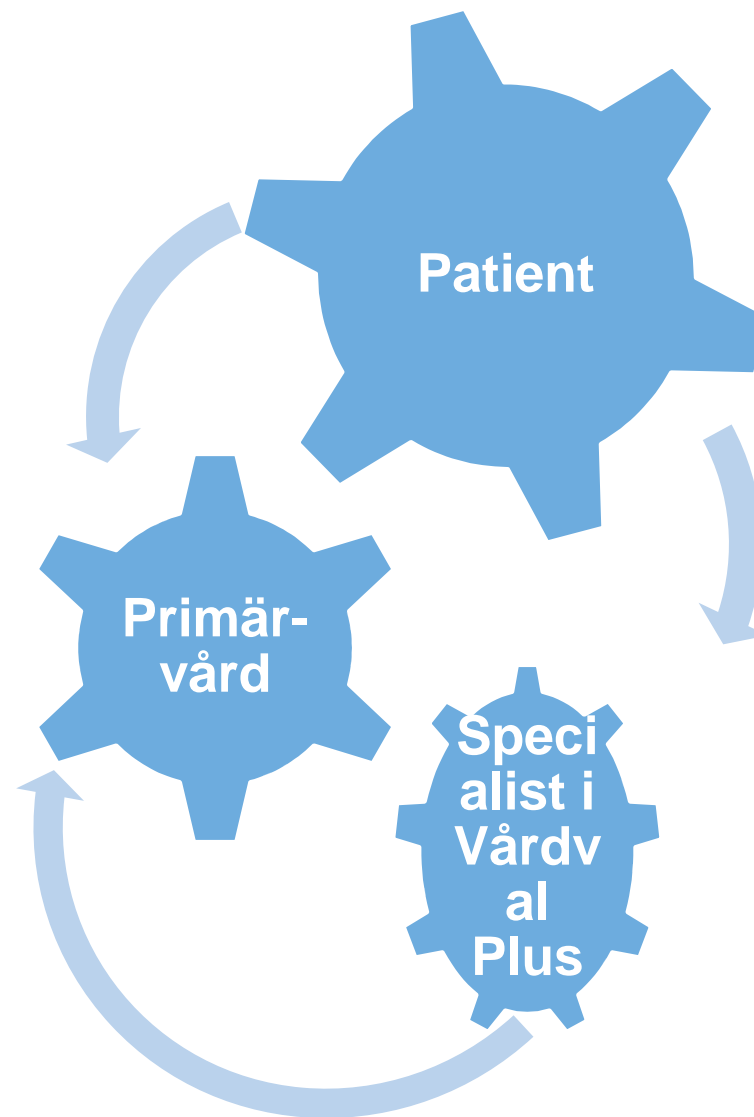 Patient
Primär-
vård
Speci
alist i
Vårdv
al
Plus